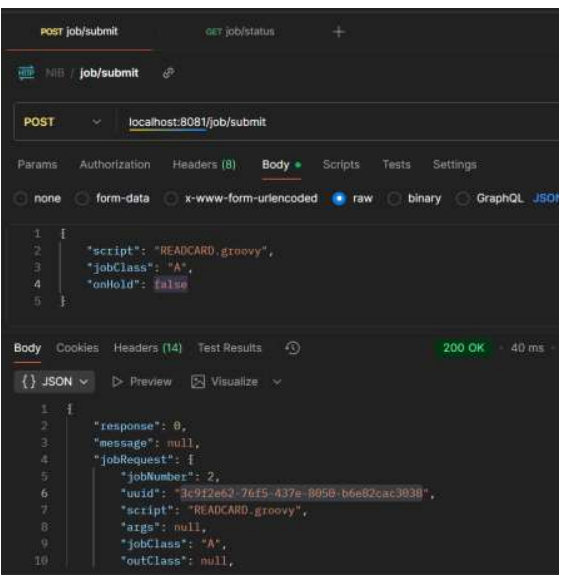 POST job/submit GET job/status +
HTTP NIB / job/submit
POST localhost:8081/job/submit
Params Authorization Headers (8) Body Scripts Tests Settings
none form-data x-www-form-urlencoded raw binary GraphQL JSON
1 {
2 "script": "READCARD.groovy",
3 "jobClass": "A",
4 "onHold": false
5 }
Body Cookies Headers (14) Test Results 200 OK · 40 ms ·
{} JSON Preview Visualize
1 {
2 "response": 0,
3 "message": null,
4 "jobRequest": {
5 "jobNumber": 2,
6 "uuid": "3c9f2e62-76f5-437e-8050-b6e82cac3038",
7 "script": "READCARD.groovy",
8 "args": null,
9 "jobClass": "A",
10 "outClass": null,